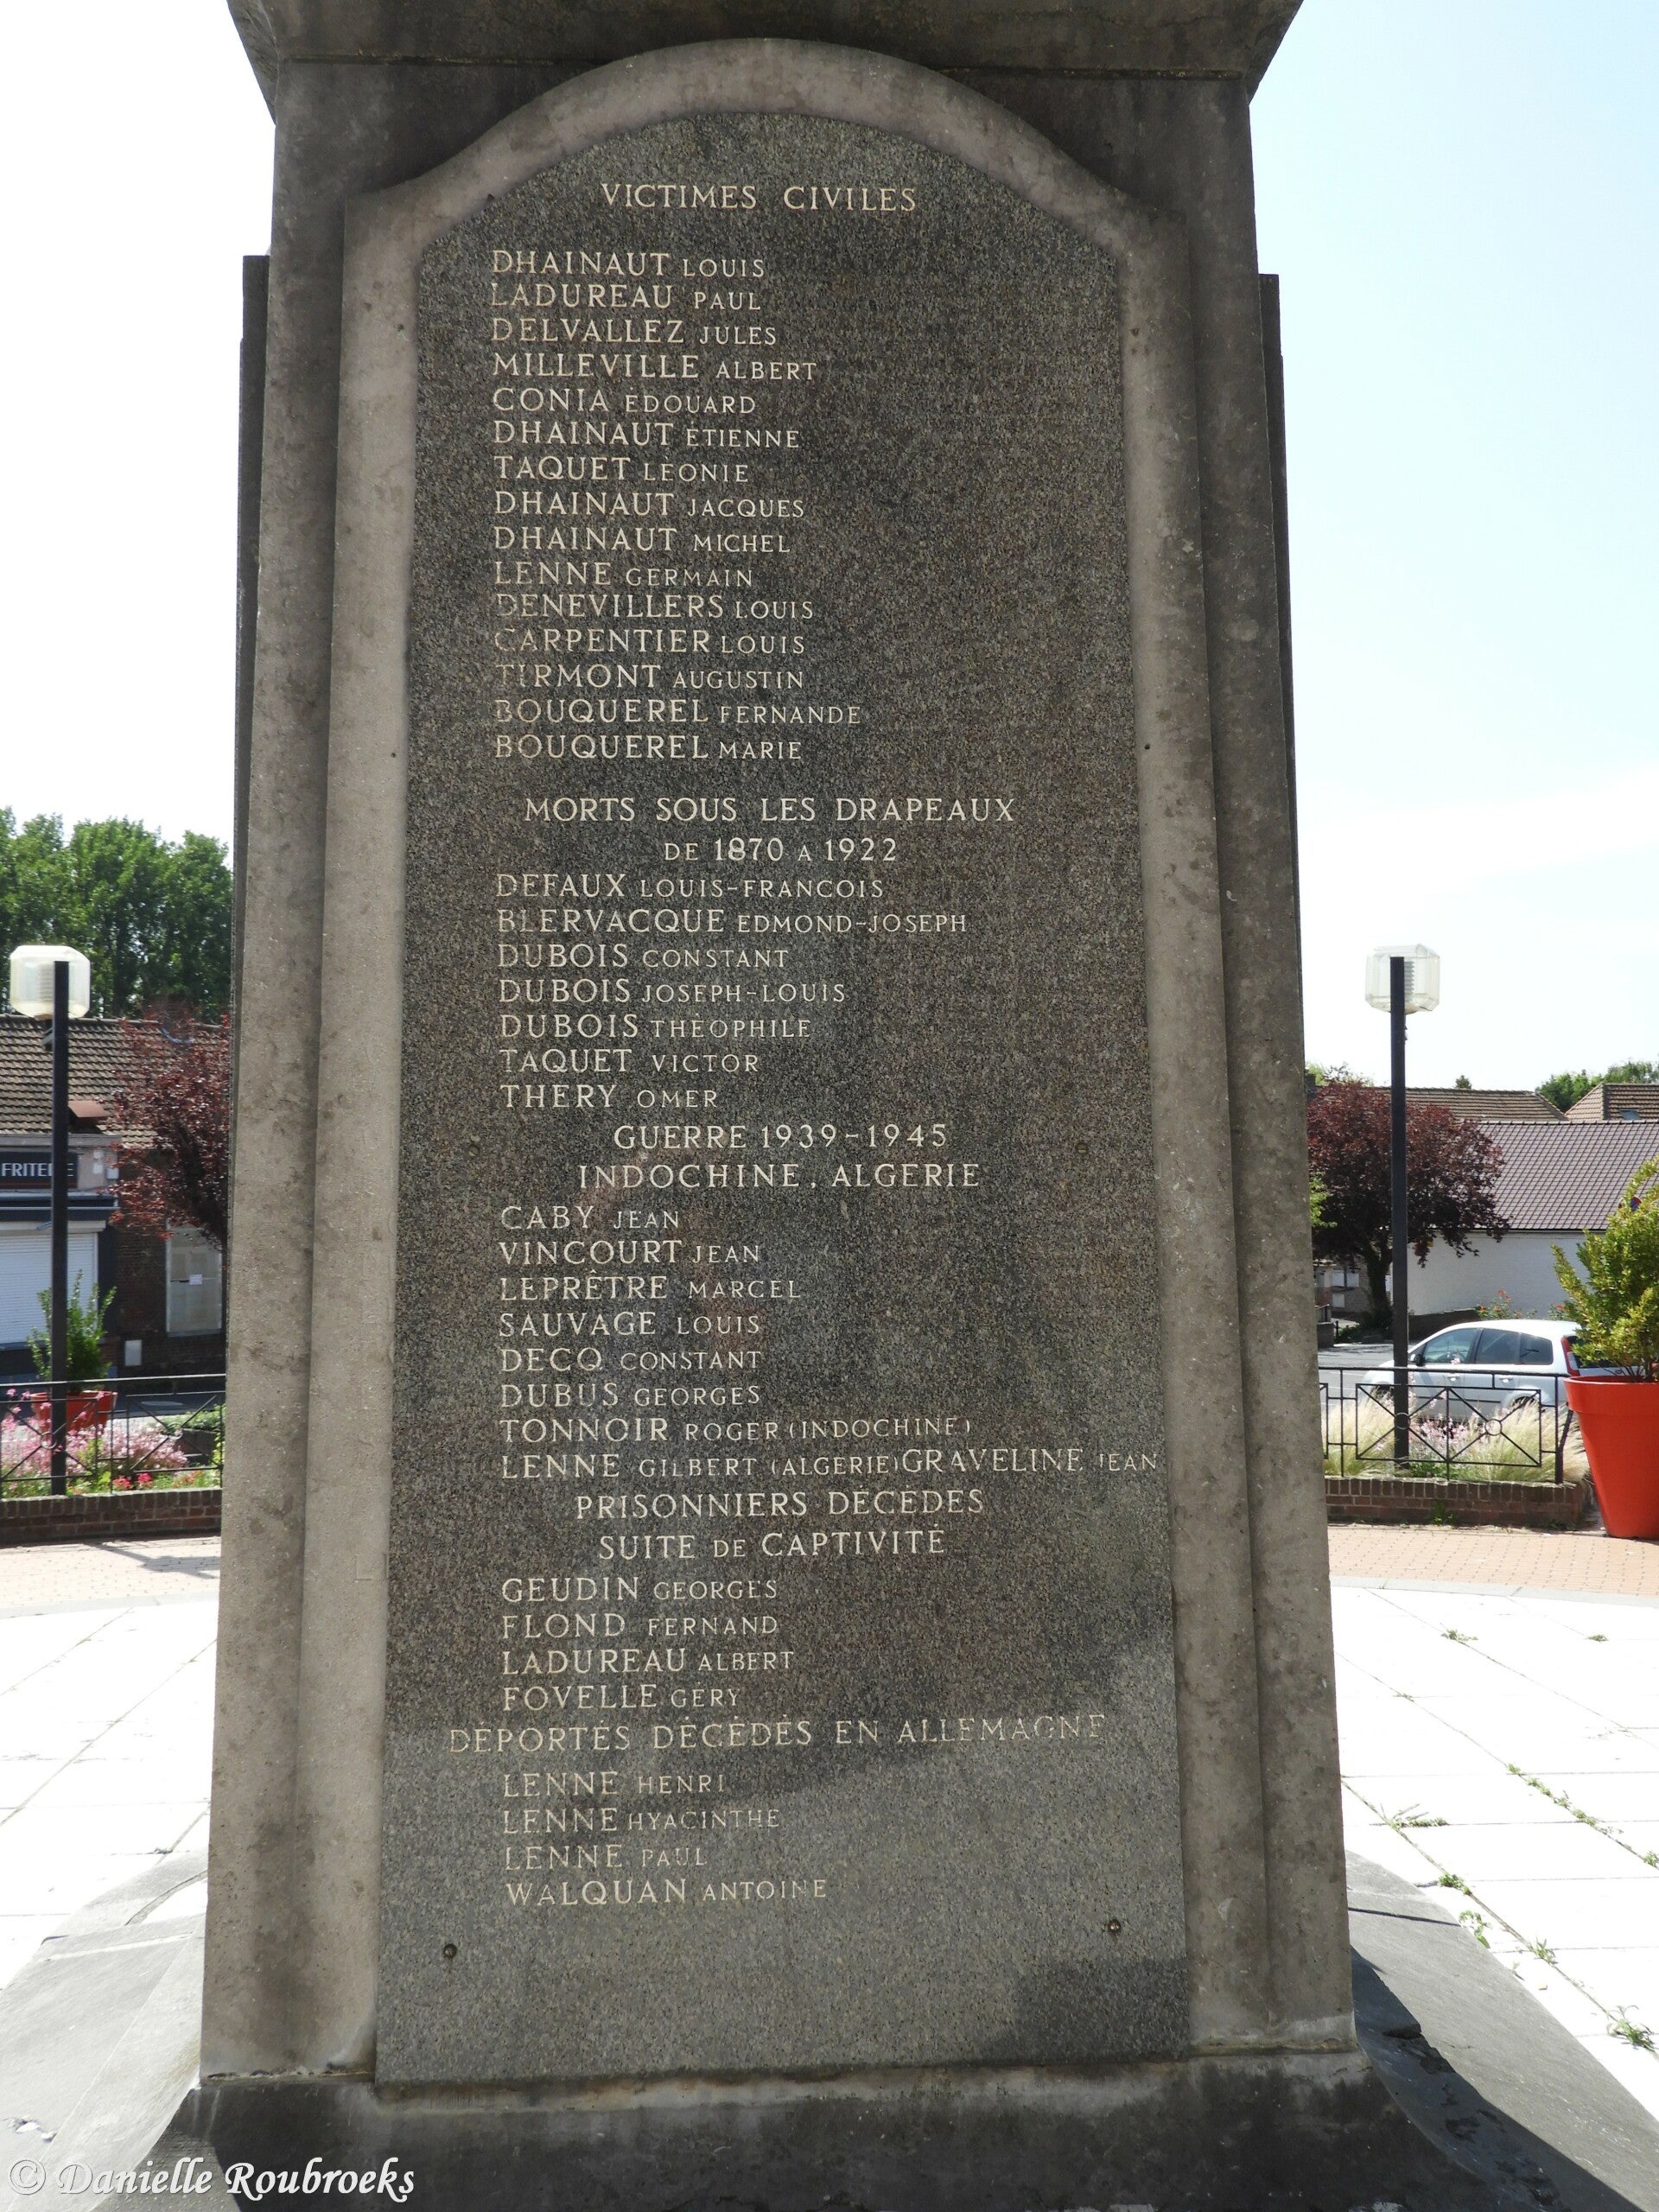 VICTIMES CIVILES
DHAINAUT LOUIS
LADUREAU PAUL
DELVALLEZ JULES
MILLEVILLE ALBERT
CONIA ÉDOUARD
DHAINAUT ÉTIENNE
TAQUET LÉONIE
DHAINAUT JACQUES
DHAINAUT MICHEL
LENNE GERMAIN
DENEVILLERS LOUIS
CARPENTIER LOUIS
TIRMONT AUGUSTIN
BOUQUEREL FERNANDE
BOUQUEREL MARIE
MORTS SOUS LES DRAPEAUX
DE 1870 A 1922
DEFAUX LOUIS-FRANCOIS
BLERVACQUE EDMOND-JOSEPH
DUBOIS CONSTANT
DUBOIS JOSEPH-LOUIS
DUBOIS THÉOPHILE
TAQUET VICTOR
THERY OMER
GUERRE 1939-1945
INDOCHINE, ALGERIE
CABY JEAN
VINCOURT JEAN
LEPRÊTRE MARCEL
SAUVAGE LOUIS
DECQ CONSTANT
DUBUS GEORGES
TONNOIR ROGER (INDOCHINE)
LENNE GILBERT (ALGERIE) GRAVELINE JEAN
PRISONNIERS DÉCÉDÉS
SUITE DE CAPTIVITÉ
GEUDIN GEORGES
FLOND FERNAND
LADUREAU ALBERT
FOVELLE GÉRY
DÉPORTÉS DÉCÉDÉS EN ALLEMAGNE
LENNE HENRI
LENNE HYACINTHE
LENNE PAUL
WALQUAN ANTOINE
FRITERIE
© Danielle Roubroeks